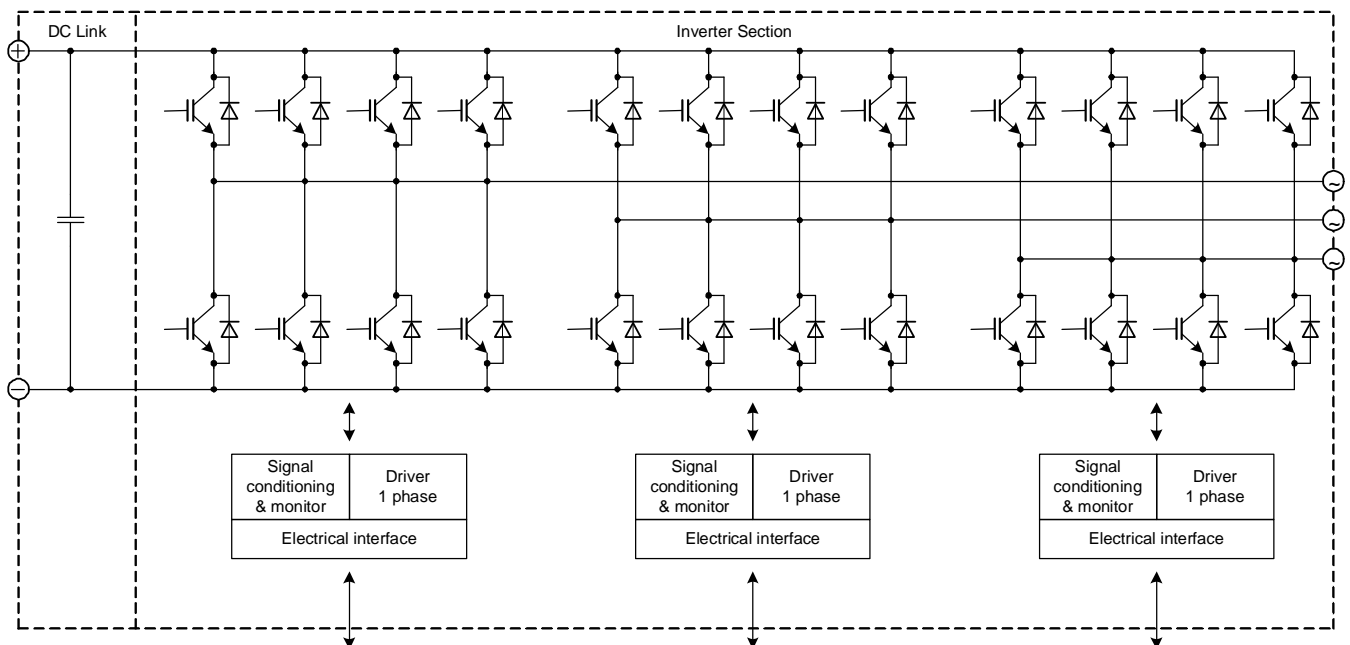 DC Link
Inverter Section
+
~
~
~
−
Signal
conditioning
& monitor
Driver
1 phase
Electrical interface
Signal
conditioning
& monitor
Driver
1 phase
Electrical interface
Signal
conditioning
& monitor
Driver
1 phase
Electrical interface